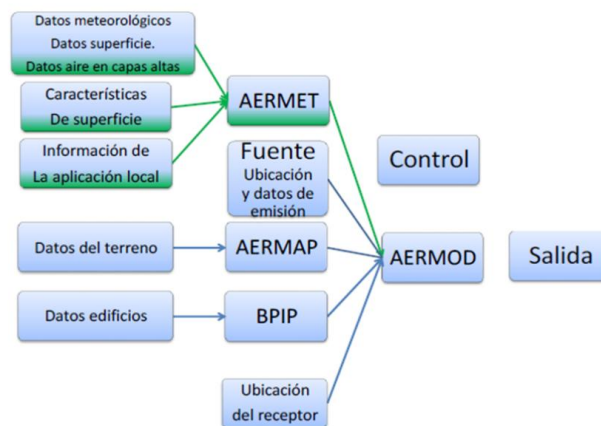 Datos meteorológicos
Datos superficie.
Datos aire en capas altas
Características
De superficie
Información de
La aplicación local
AERMET
Fuente
Ubicación
y datos de
emisión
Control
Datos del terreno
AERMAP
AERMOD
Salida
Datos edificios
BPIP
Ubicación
del receptor